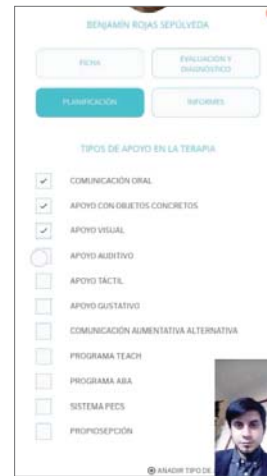 BENJAMÍN ROJAS SEPÚLVEDA
FICHA
EVALUACIÓN Y
DIAGNÓSTICO
PLANIFICACIÓN
INFORMES
TIPOS DE APOYO EN LA TERAPIA
COMUNICACIÓN ORAL
APOYO CON OBJETOS CONCRETOS
APOYO VISUAL
APOYO AUDITIVO
APOYO TÁCTIL
APOYO GUSTATIVO
COMUNICACIÓN AUMENTATIVA ALTERNATIVA
PROGRAMA TEACH
PROGRAMA ABA
SISTEMA PECS
PROPIOSEPCIÓN
AÑADIR TIPO DE